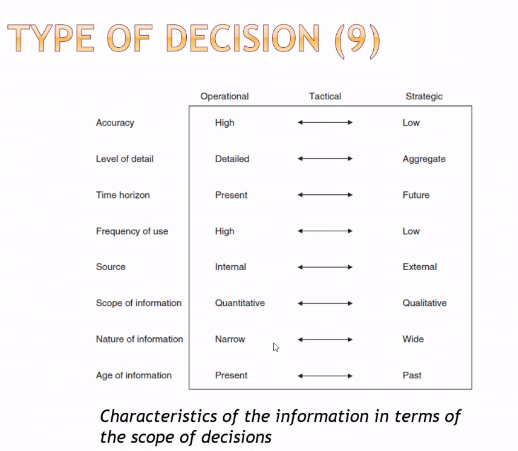 TYPE OF DECISION (9)
Operational Tactical Strategic
Accuracy High Low
Level of detail Detailed Aggregate
Time horizon Present Future
Frequency of use High Low
Source Internal External
Scope of information Quantitative Qualitative
Nature of information Narrow Wide
Age of information Present Past
Characteristics of the information in terms of
the scope of decisions